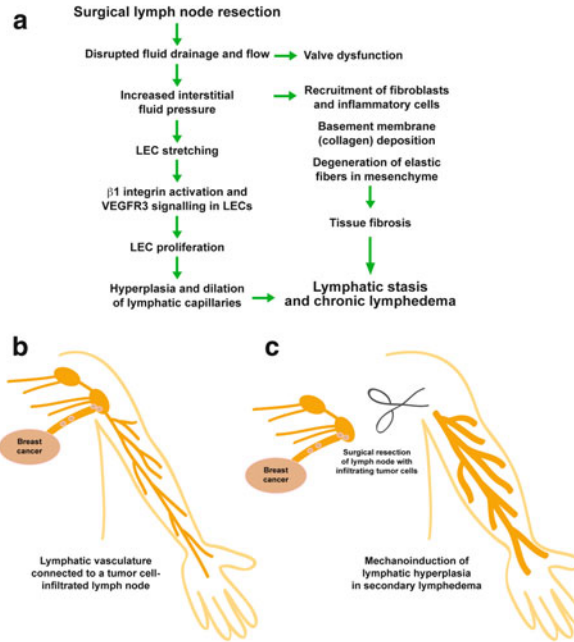 a
Surgical lymph node resection
Disrupted fluid drainage and flow
Valve dysfunction
Increased interstitial
fluid pressure
Recruitment of fibroblasts
and inflammatory cells
Basement membrane
(collagen) deposition
LEC stretching
Degeneration of elastic
fibers in mesenchyme
β1 integrin activation and
VEGFR3 signalling in LECs
Tissue fibrosis
LEC proliferation
Hyperplasia and dilation
of lymphatic capillaries
Lymphatic stasis
and chronic lymphedema
b
Breast
cancer
Lymphatic vasculature
connected to a tumor cell-
infiltrated lymph node
c
Breast
cancer
Surgical resection
of lymph node with
infiltrating tumor cells
Mechanoinduction of
lymphatic hyperplasia
in secondary lymphedema